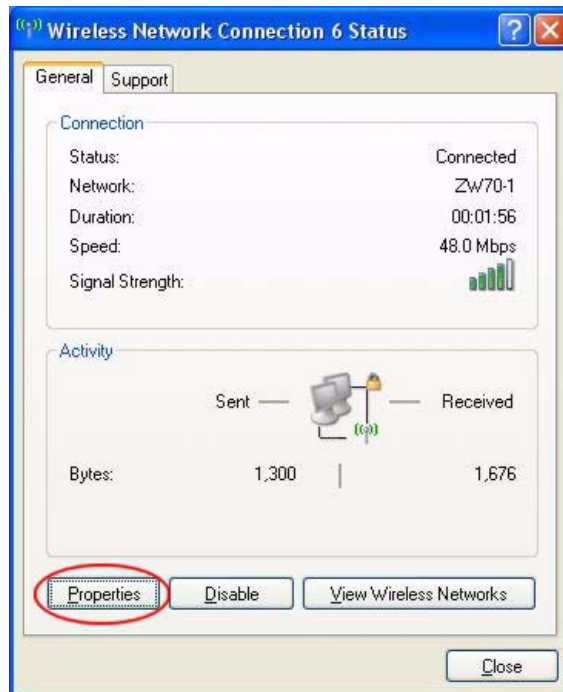 Wireless Network Connection 6 Status
General Support
Connection
Status: Connected
Network: ZW70-1
Duration: 00:01:56
Speed: 48.0 Mbps
Signal Strength:
Activity
Sent Received
Bytes: 1,300 1,676
Properties Disable View Wireless Networks
Close